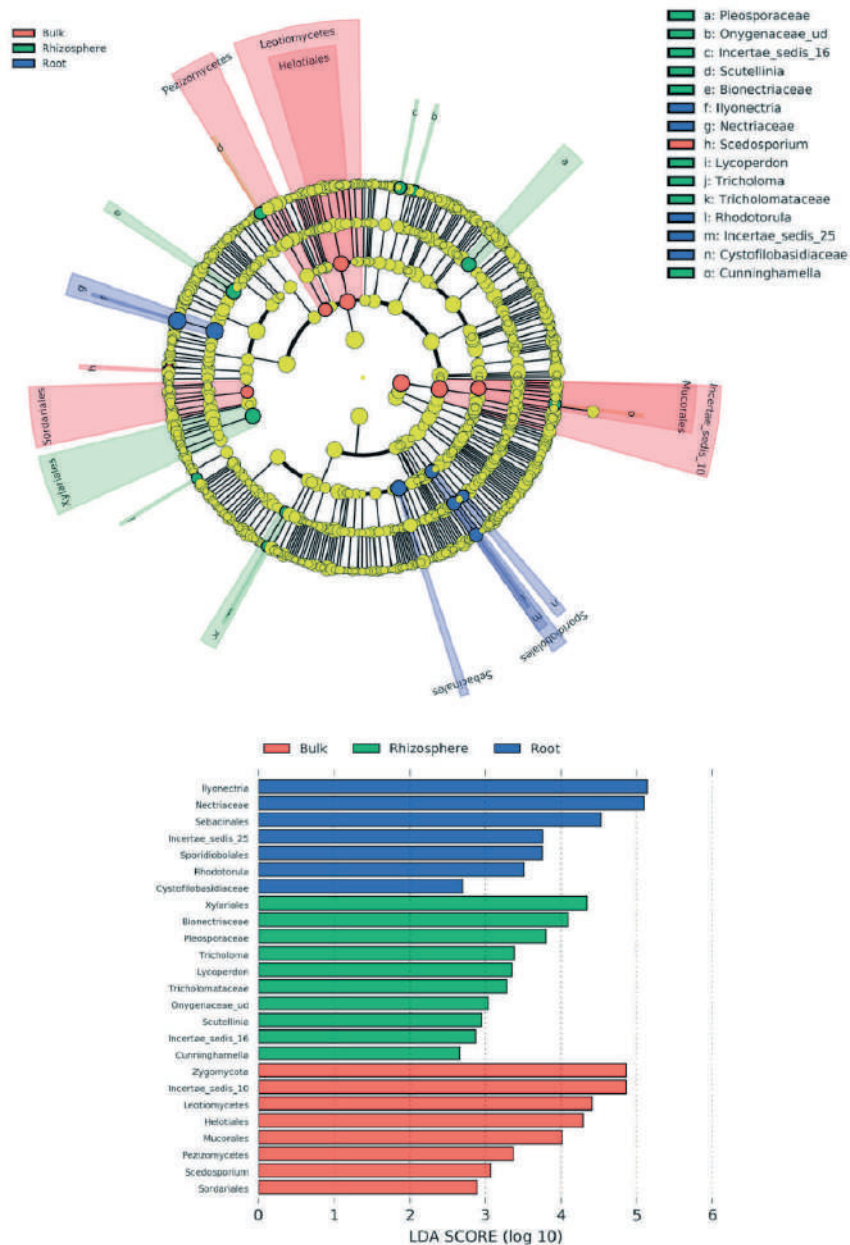 Bulk
Rhizosphere
Root
Pezizomycetes
Leotiomycetes
Helotiales
a: Pleosporaceae
b: Onygenaceae_ud
c: Incertae_sedis_16
d: Scutellinia
e: Bionectriaceae
f: Ilyonectria
g: Nectriaceae
h: Scedosporium
i: Lycoperdon
j: Tricholoma
k: Tricholomataceae
l: Rhodotorula
m: Incertae_sedis_25
n: Cystofilobasidiaceae
o: Cunninghamella
d
c
b
a
e
g
h
Sordariales
Xylariales
k
Mucorales
Incertae_sedis_10
o
n
m
Sporidiobolales
Sebacinales
Bulk Rhizosphere Root
Ilyonectria
Nectriaceae
Sebacinales
Incertae_sedis_25
Sporidiobolales
Rhodotorula
Cystofilobasidiaceae
Xylariales
Bionectriaceae
Pleosporaceae
Tricholoma
Lycoperdon
Tricholomataceae
Onygenaceae_ud
Scutellinia
Incertae_sedis_16
Cunninghamella
Zygomycota
Incertae_sedis_10
Leotiomycetes
Helotiales
Mucorales
Pezizomycetes
Scedosporium
Sordariales
0 1 2 3 4 5 6
LDA SCORE (log 10)